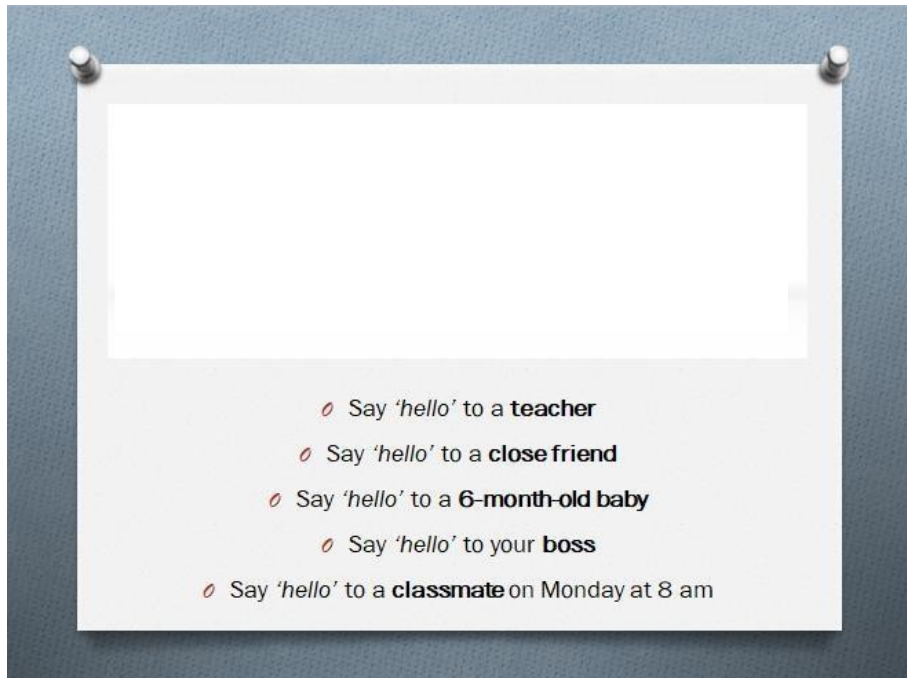 Say ‘hello’ to a teacher
Say ‘hello’ to a close friend
Say ‘hello’ to a 6-month-old baby
Say ‘hello’ to your boss
Say ‘hello’ to a classmate on Monday at 8 am